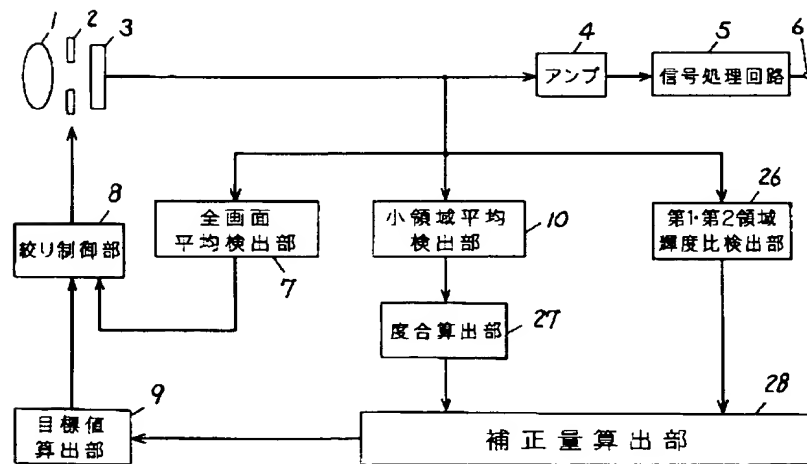 1
2
3
4
5
6
アンプ
信号処理回路
8
絞り制御部
全画面
平均検出部
7
小領域平均
検出部
10
26
第1・第2領域
輝度比検出部
度合算出部
27
9
目標値
算出部
28
補正量算出部